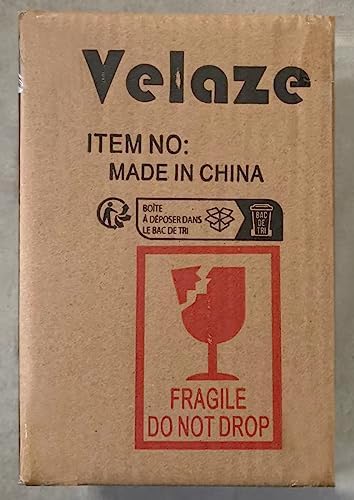 Velaze
ITEM NO:
MADE IN CHINA
BOÎTE
À DÉPOSER DANS
LE BAC DE TRI
BAC
DE
TRI
FRAGILE
DO NOT DROP